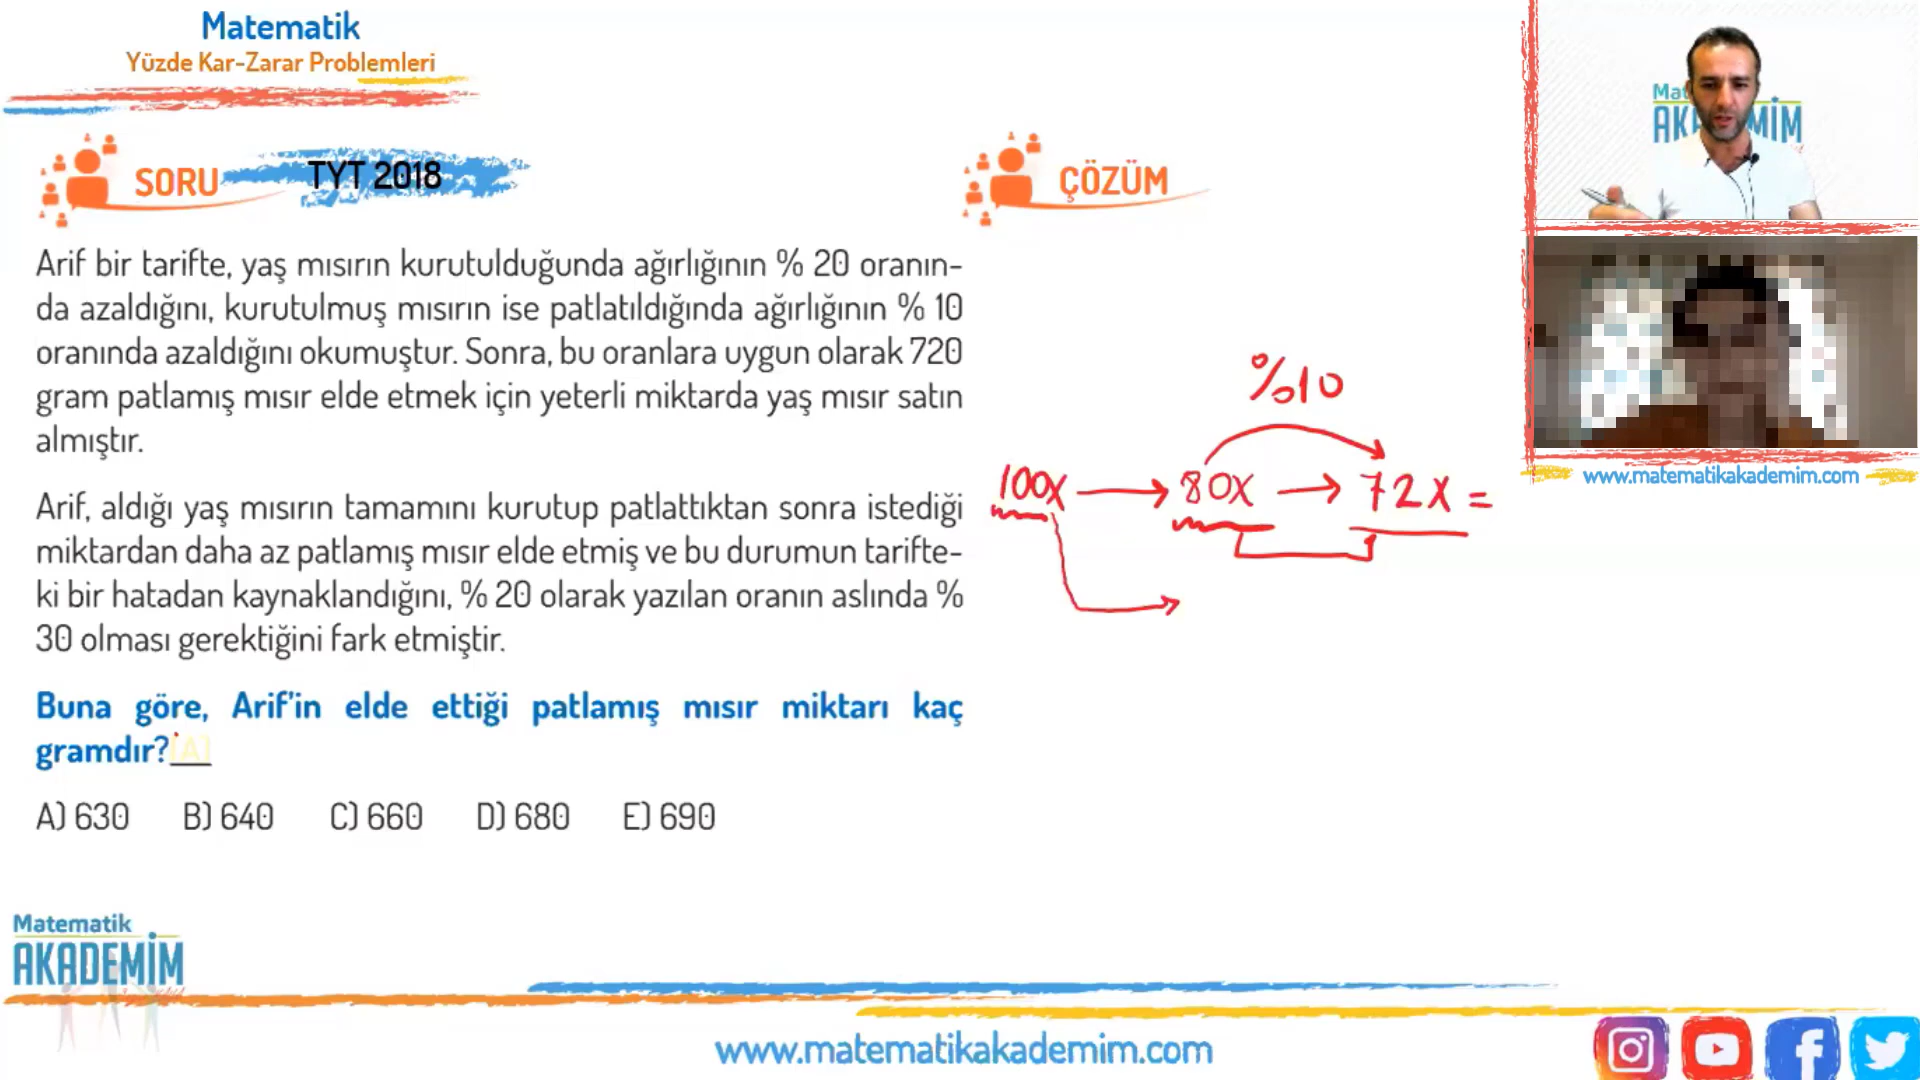 Matematik
Yüzde Kar-Zarar Problemleri
SORU
TYT 2018
ÇÖZÜM
Arif bir tarifte, yaş mısırın kurutulduğunda ağırlığının % 20 oranın-
da azaldığını, kurutulmuş mısırın ise patlatıldığında ağırlığının % 10
oranında azaldığını okumuştur. Sonra, bu oranlara uygun olarak 720
gram patlamış mısır elde etmek için yeterli miktarda yaş mısır satın
almıştır.
Arif, aldığı yaş mısırın tamamını kurutup patlattıktan sonra istediği
miktardan daha az patlamış mısır elde etmiş ve bu durumun tarifte-
ki bir hatadan kaynaklandığını, % 20 olarak yazılan oranın aslında %
30 olması gerektiğini fark etmiştir.
Buna göre, Arif'in elde ettiği patlamış mısır miktarı kaç
gramdır? [A]
A) 630 B) 640 C) 660 D) 680 E) 690
%10
100x → 80x → 72x =
www.matematikakademim.com
Matematik
AKADEMİM
www.matematikakademim.com